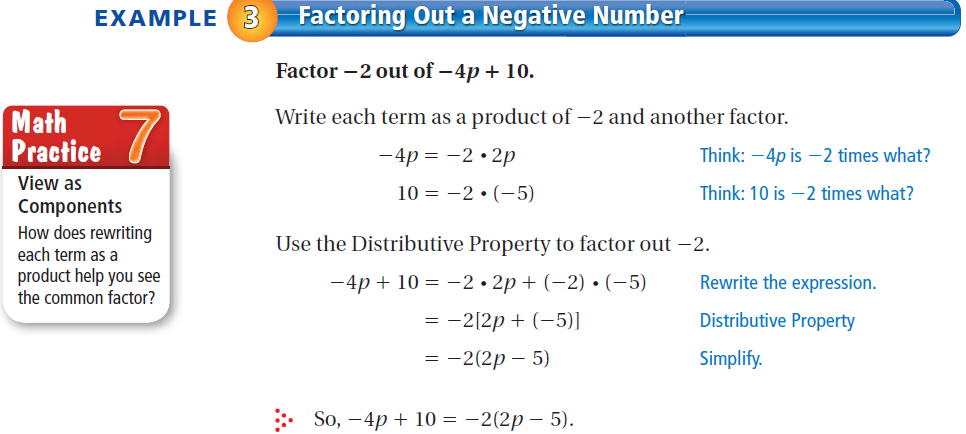 EXAMPLE 3 Factoring Out a Negative Number
Factor −2 out of −4p + 10.
Write each term as a product of −2 and another factor.
−4p = −2 • 2p Think: −4p is −2 times what?
10 = −2 • (−5) Think: 10 is −2 times what?
Use the Distributive Property to factor out −2.
−4p + 10 = −2 • 2p + (−2) • (−5) Rewrite the expression.
= −2[2p + (−5)] Distributive Property
= −2(2p − 5) Simplify.
So, −4p + 10 = −2(2p − 5).
Math
Practice 7
View as
Components
How does rewriting
each term as a
product help you see
the common factor?